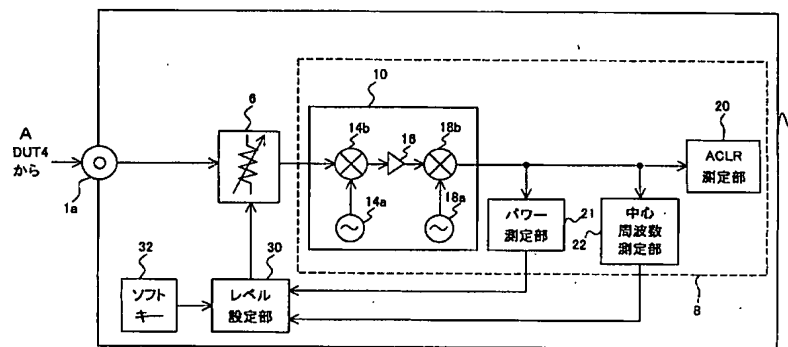 10
6
14b
16
18b
20
A
DUT4
から
1a
ACLR
測定部
14a
18a
パワー
測定部
21
22
中心
周波数
測定部
32
30
ソフト
キー
レベル
設定部
8